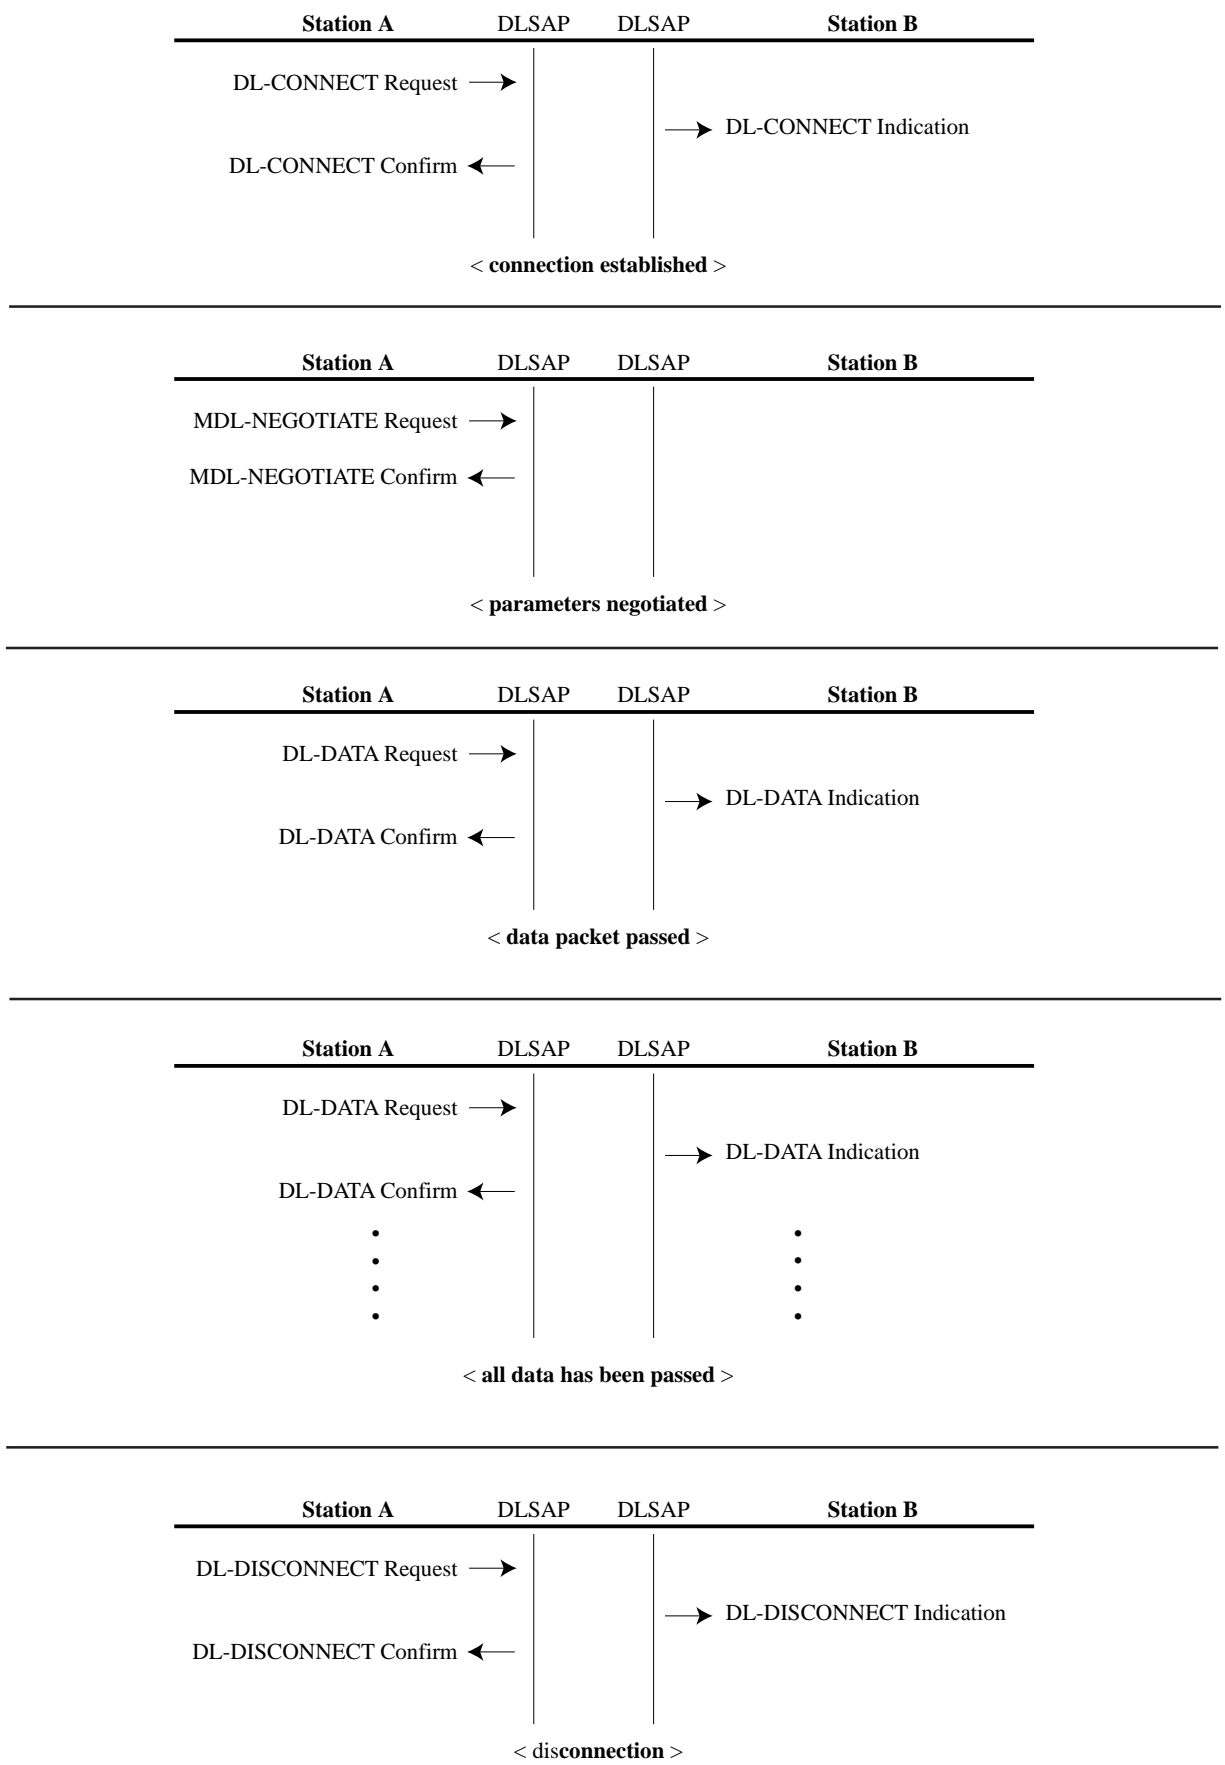 Station A DLSAP DLSAP Station B
DL-CONNECT Request
DL-CONNECT Indication
DL-CONNECT Confirm
< connection established >
Station A DLSAP DLSAP Station B
MDL-NEGOTIATE Request
MDL-NEGOTIATE Confirm
< parameters negotiated >
Station A DLSAP DLSAP Station B
DL-DATA Request
DL-DATA Indication
DL-DATA Confirm
< data packet passed >
Station A DLSAP DLSAP Station B
DL-DATA Request
DL-DATA Indication
DL-DATA Confirm
< all data has been passed >
Station A DLSAP DLSAP Station B
DL-DISCONNECT Request
DL-DISCONNECT Indication
DL-DISCONNECT Confirm
< disconnection >